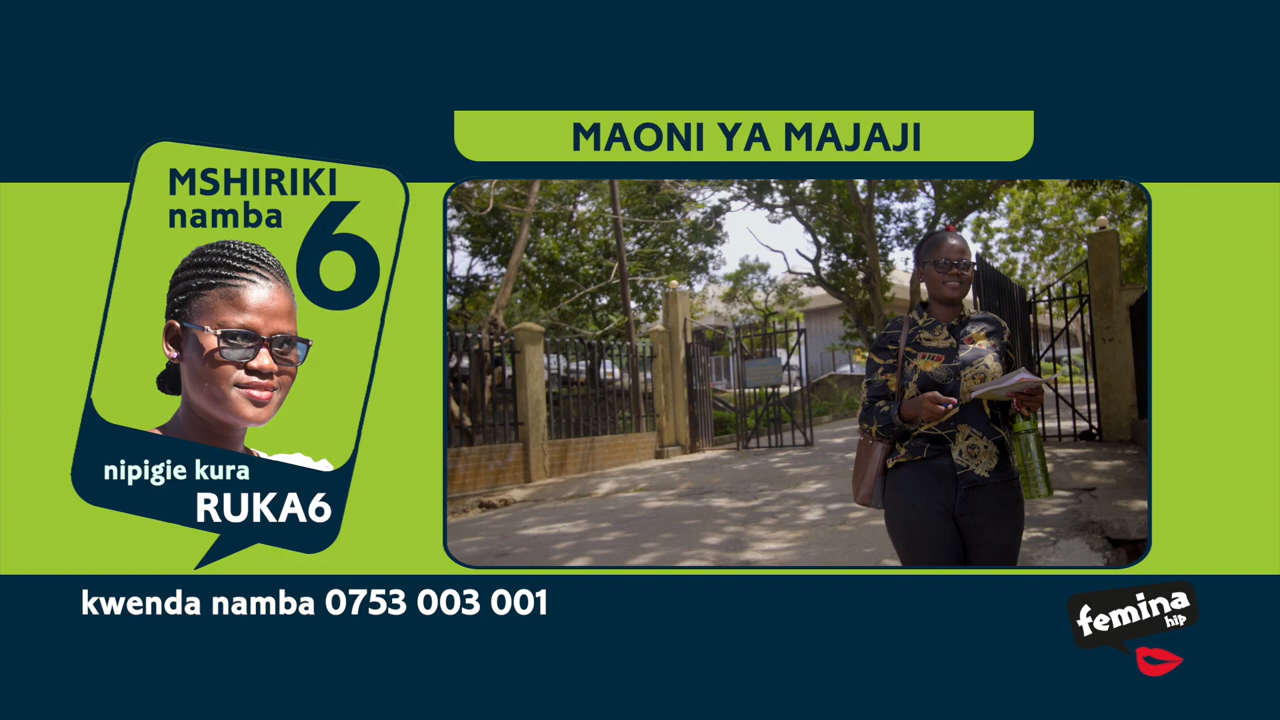 MAONI YA MAJAJI
MSHIRIKI
namba
6
nipigie kura
RUKA6
kwenda namba 0753 003 001
femina
hip